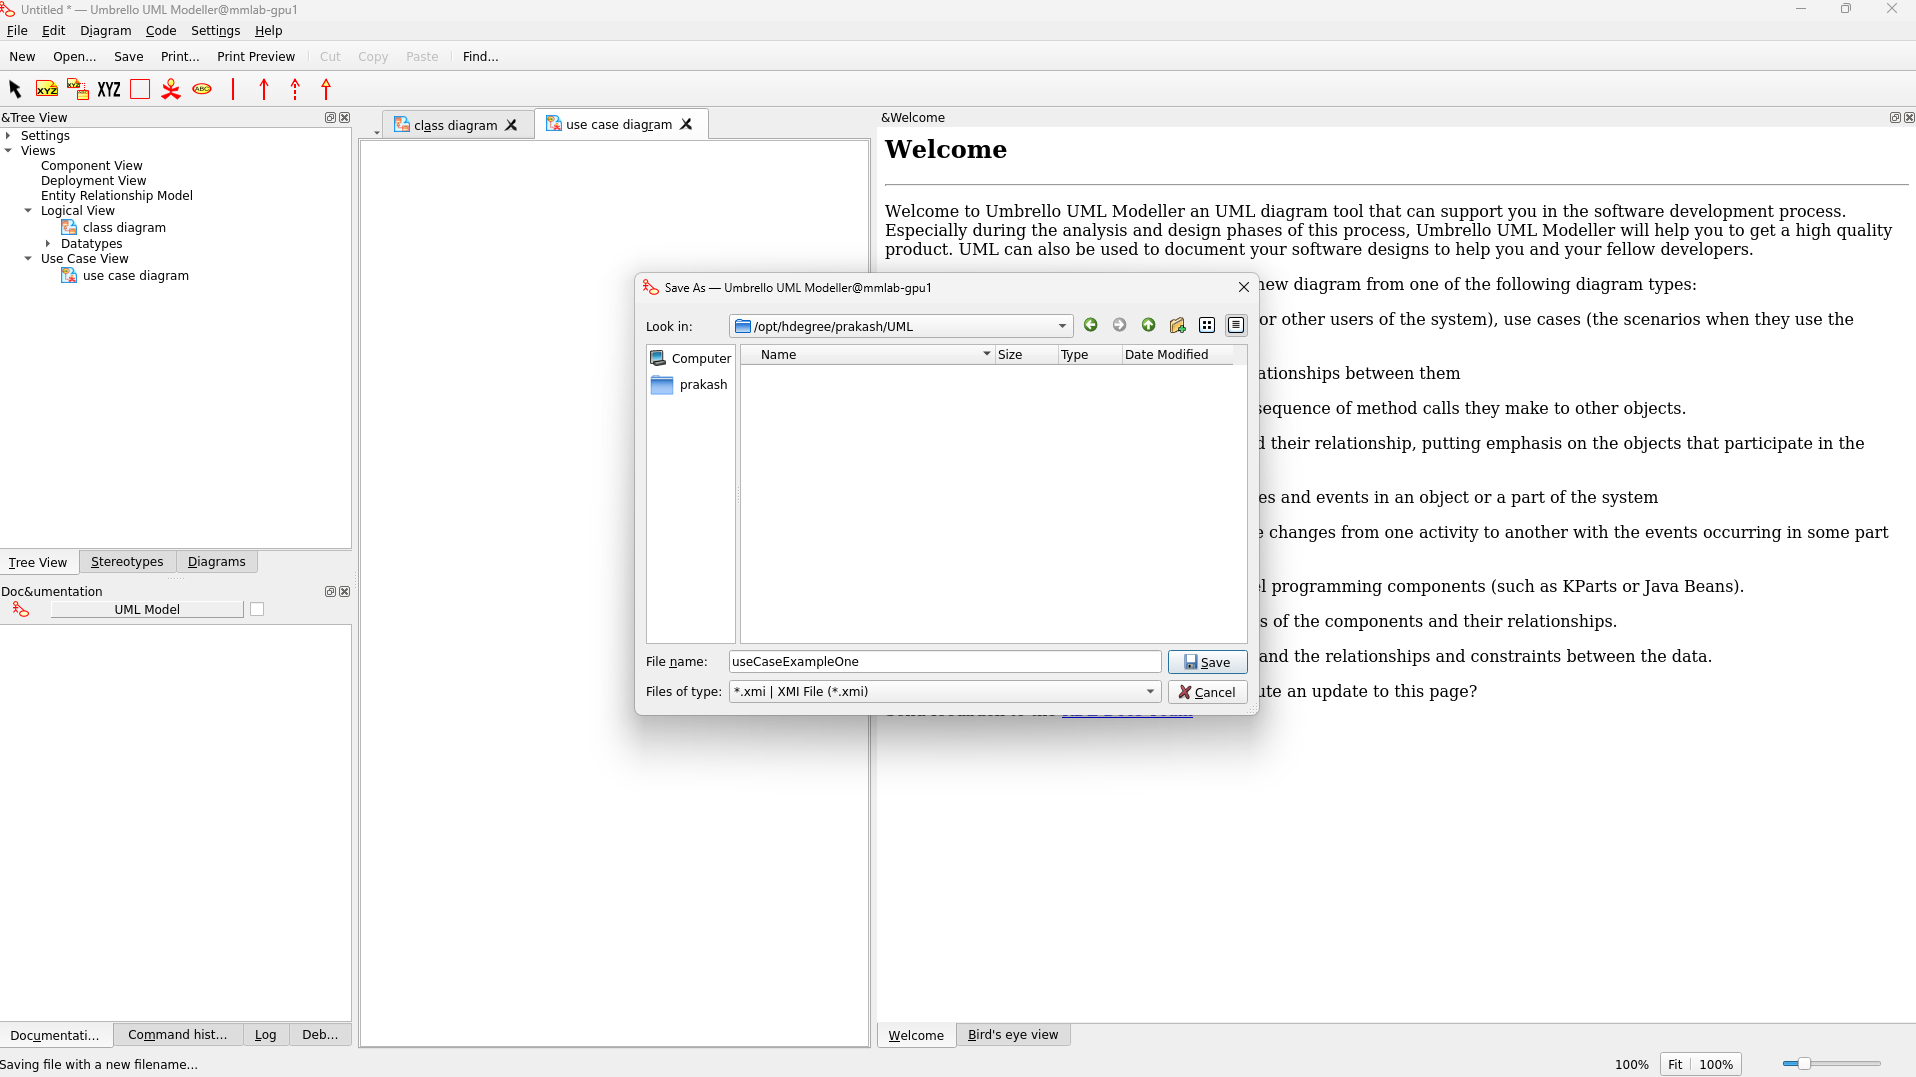 Untitled * — Umbrello UML Modeller@mmlab-gpu1
File Edit Diagram Code Settings Help
New Open... Save Print... Print Preview Cut Copy Paste Find...
XYZ XYZ XYZ ABC
&Tree View
Settings
Views
Component View
Deployment View
Entity Relationship Model
Logical View
class diagram
Datatypes
Use Case View
use case diagram
Tree View Stereotypes Diagrams
Doc&umentation
UML Model
Documentati... Command hist... Log Deb...
Saving file with a new filename...
class diagram use case diagram
&Welcome
Welcome
Welcome to Umbrello UML Modeller an UML diagram tool that can support you in the software development process.
Especially during the analysis and design phases of this process, Umbrello UML Modeller will help you to get a high quality
product. UML can also be used to document your software designs to help you and your fellow developers.
new diagram from one of the following diagram types:
or other users of the system), use cases (the scenarios when they use the
ationships between them
sequence of method calls they make to other objects.
d their relationship, putting emphasis on the objects that participate in the
es and events in an object or a part of the system
e changes from one activity to another with the events occurring in some part
el programming components (such as KParts or Java Beans).
s of the components and their relationships.
and the relationships and constraints between the data.
ute an update to this page?
Save As — Umbrello UML Modeller@mmlab-gpu1
Look in: /opt/hdegree/prakash/UML
Computer
prakash
Name Size Type Date Modified
File name: useCaseExampleOne Save
Files of type: *.xmi | XMI File (*.xmi) Cancel
Welcome Bird's eye view
100% Fit 100%